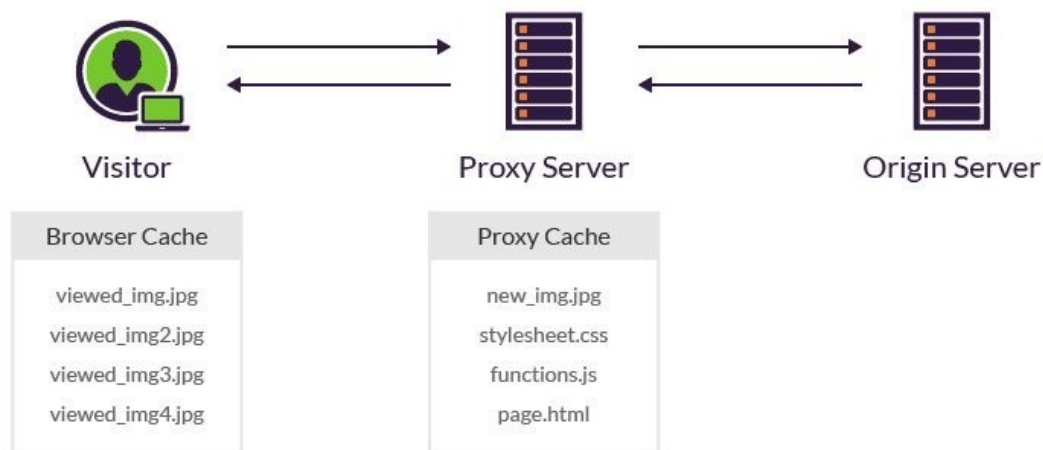 Visitor
Proxy Server
Origin Server
Browser Cache
viewed_img.jpg
viewed_img2.jpg
viewed_img3.jpg
viewed_img4.jpg
Proxy Cache
new_img.jpg
stylesheet.css
functions.js
page.html